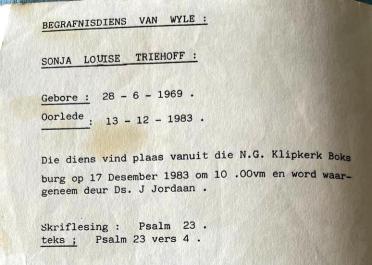 BEGRAFNISDIENS VAN WYLE :
SONJA LOUISE TRIEHOFF :
Gebore : 28 - 6 - 1969 .
Oorlede : 13 - 12 - 1983 .
Die diens vind plaas vanuit die N.G. Klipkerk Boks
burg op 17 Desember 1983 om 10 .00vm en word waar-
geneem deur Ds. J Jordaan .
Skriflesing : Psalm 23 .
teks ; Psalm 23 vers 4 .